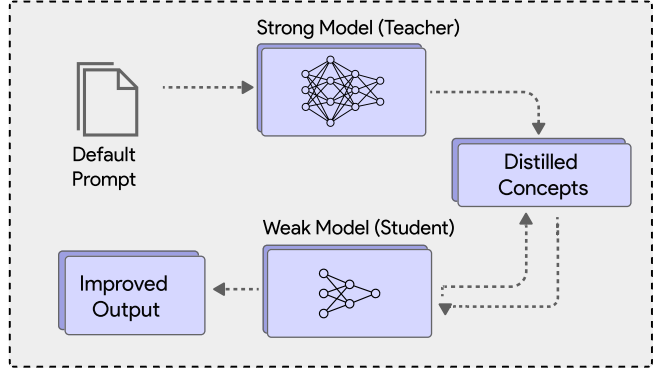 Strong Model (Teacher)
Default
Prompt
Distilled
Concepts
Weak Model (Student)
Improved
Output